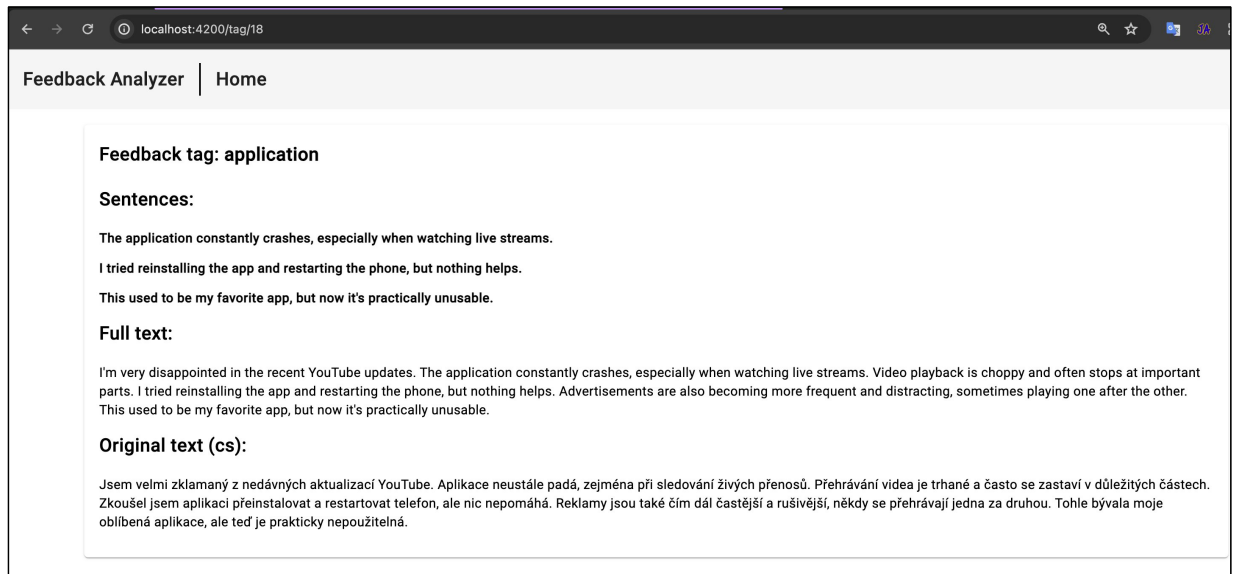 localhost:4200/tag/18
JA
Feedback Analyzer | Home
Feedback tag: application
Sentences:
The application constantly crashes, especially when watching live streams.
I tried reinstalling the app and restarting the phone, but nothing helps.
This used to be my favorite app, but now it's practically unusable.
Full text:
I'm very disappointed in the recent YouTube updates. The application constantly crashes, especially when watching live streams. Video playback is choppy and often stops at important
parts. I tried reinstalling the app and restarting the phone, but nothing helps. Advertisements are also becoming more frequent and distracting, sometimes playing one after the other.
This used to be my favorite app, but now it's practically unusable.
Original text (cs):
Jsem velmi zklamaný z nedávných aktualizací YouTube. Aplikace neustále padá, zejména při sledování živých přenosů. Přehrávání videa je trhané a často se zastaví v důležitých částech.
Zkoušel jsem aplikaci přeinstalovat a restartovat telefon, ale nic nepomáhá. Reklamy jsou také čím dál častější a rušivější, někdy se přehrávají jedna za druhou. Tohle bývala moje
oblíbená aplikace, ale teď je prakticky nepoužitelná.